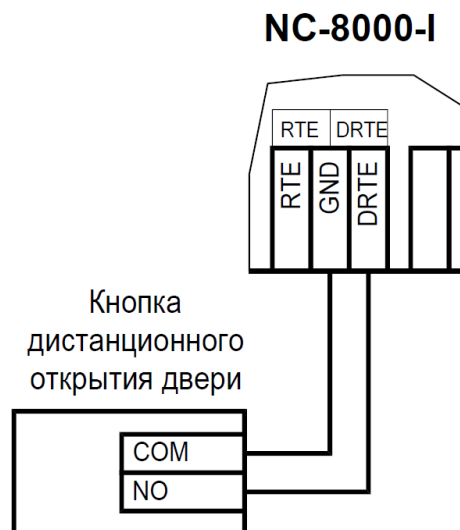 NC-8000-I
RTE DRTE
RTE GND DRTE
Кнопка
дистанционного
открытия двери
COM
NO